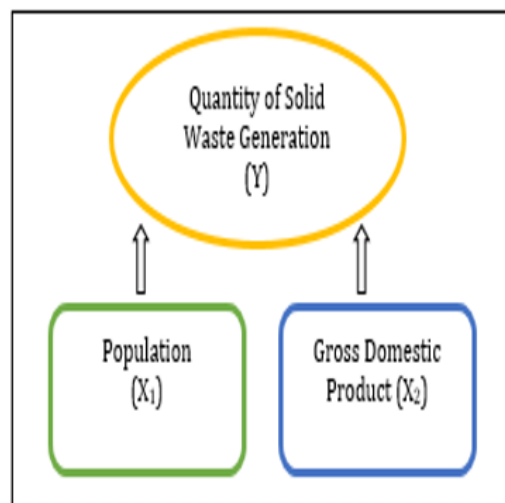 Quantity of Solid
Waste Generation
(Y)
Population
(X₁)
Gross Domestic
Product (X₂)